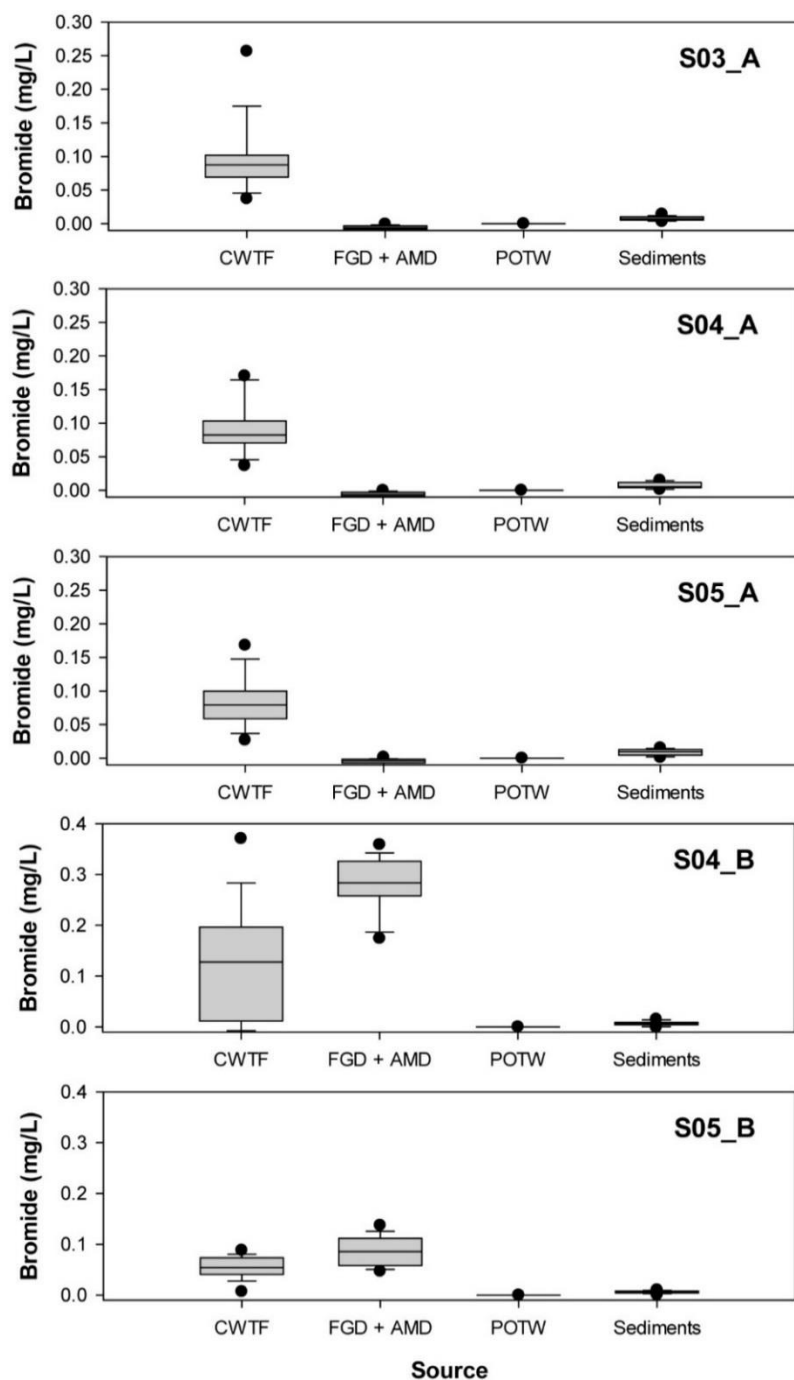 0.30
S03_A
0.25
0.20
0.15
0.10
0.05
0.00
Bromide (mg/L)
CWTF FGD + AMD POTW Sediments
0.30
S04_A
0.25
0.20
0.15
0.10
0.05
0.00
Bromide (mg/L)
CWTF FGD + AMD POTW Sediments
0.30
S05_A
0.25
0.20
0.15
0.10
0.05
0.00
Bromide (mg/L)
CWTF FGD + AMD POTW Sediments
0.4
S04_B
0.3
0.2
0.1
0.0
Bromide (mg/L)
CWTF FGD + AMD POTW Sediments
0.4
S05_B
0.3
0.2
0.1
0.0
Bromide (mg/L)
CWTF FGD + AMD POTW Sediments
Source